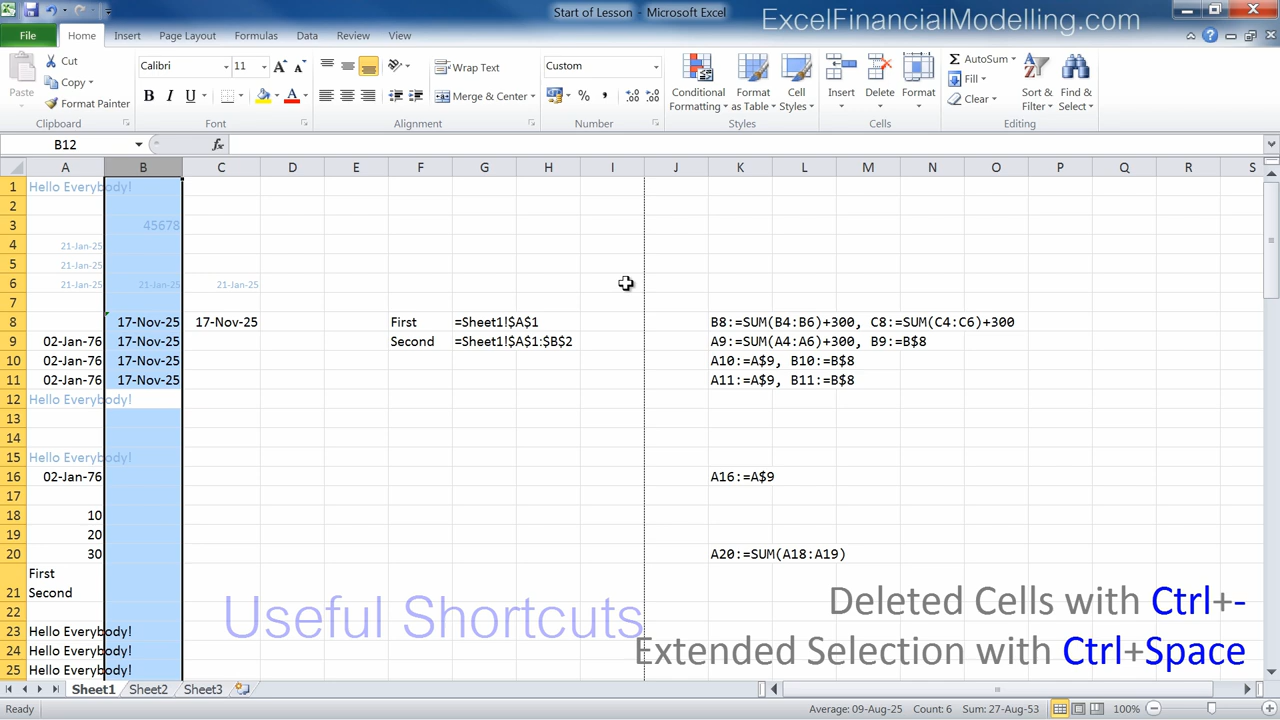 Start of Lesson - Microsoft Excel
ExcelFinancialModelling.com
File Home Insert Page Layout Formulas Data Review View
Paste
Cut
Copy
Format Painter
Calibri 11
B I U
Wrap Text
Merge & Center
Custom
Conditional Formatting
Format as Table
Cell Styles
Insert
Delete
Format
AutoSum
Fill
Clear
Sort & Filter
Find & Select
Clipboard Font Alignment Number Styles Cells Editing
B12 fx
A B C D E F G H I J K L M N O P Q R S
1 Hello Everybody!
2
3 45678
4 21-Jan-25
5 21-Jan-25
6 21-Jan-25 21-Jan-25 21-Jan-25
7
8 17-Nov-25 17-Nov-25 First =Sheet1!$A$1 B8:=SUM(B4:B6)+300, C8:=SUM(C4:C6)+300
9 02-Jan-76 17-Nov-25 Second =Sheet1!$A$1:$B$2 A9:=SUM(A4:A6)+300, B9:=B$8
10 02-Jan-76 17-Nov-25 A10:=A$9, B10:=B$8
11 02-Jan-76 17-Nov-25 A11:=A$9, B11:=B$8
12 Hello Everybody!
13
14
15 Hello Everybody!
16 02-Jan-76 A16:=A$9
17
18 10
19 20
20 30 A20:=SUM(A18:A19)
First
21 Second
22
23 Hello Everybody!
24 Hello Everybody!
25 Hello Everybody!
Useful Shortcuts
Deleted Cells with Ctrl+-
Extended Selection with Ctrl+Space
Sheet1 Sheet2 Sheet3
Ready Average: 09-Aug-25 Count: 6 Sum: 27-Aug-53 100%